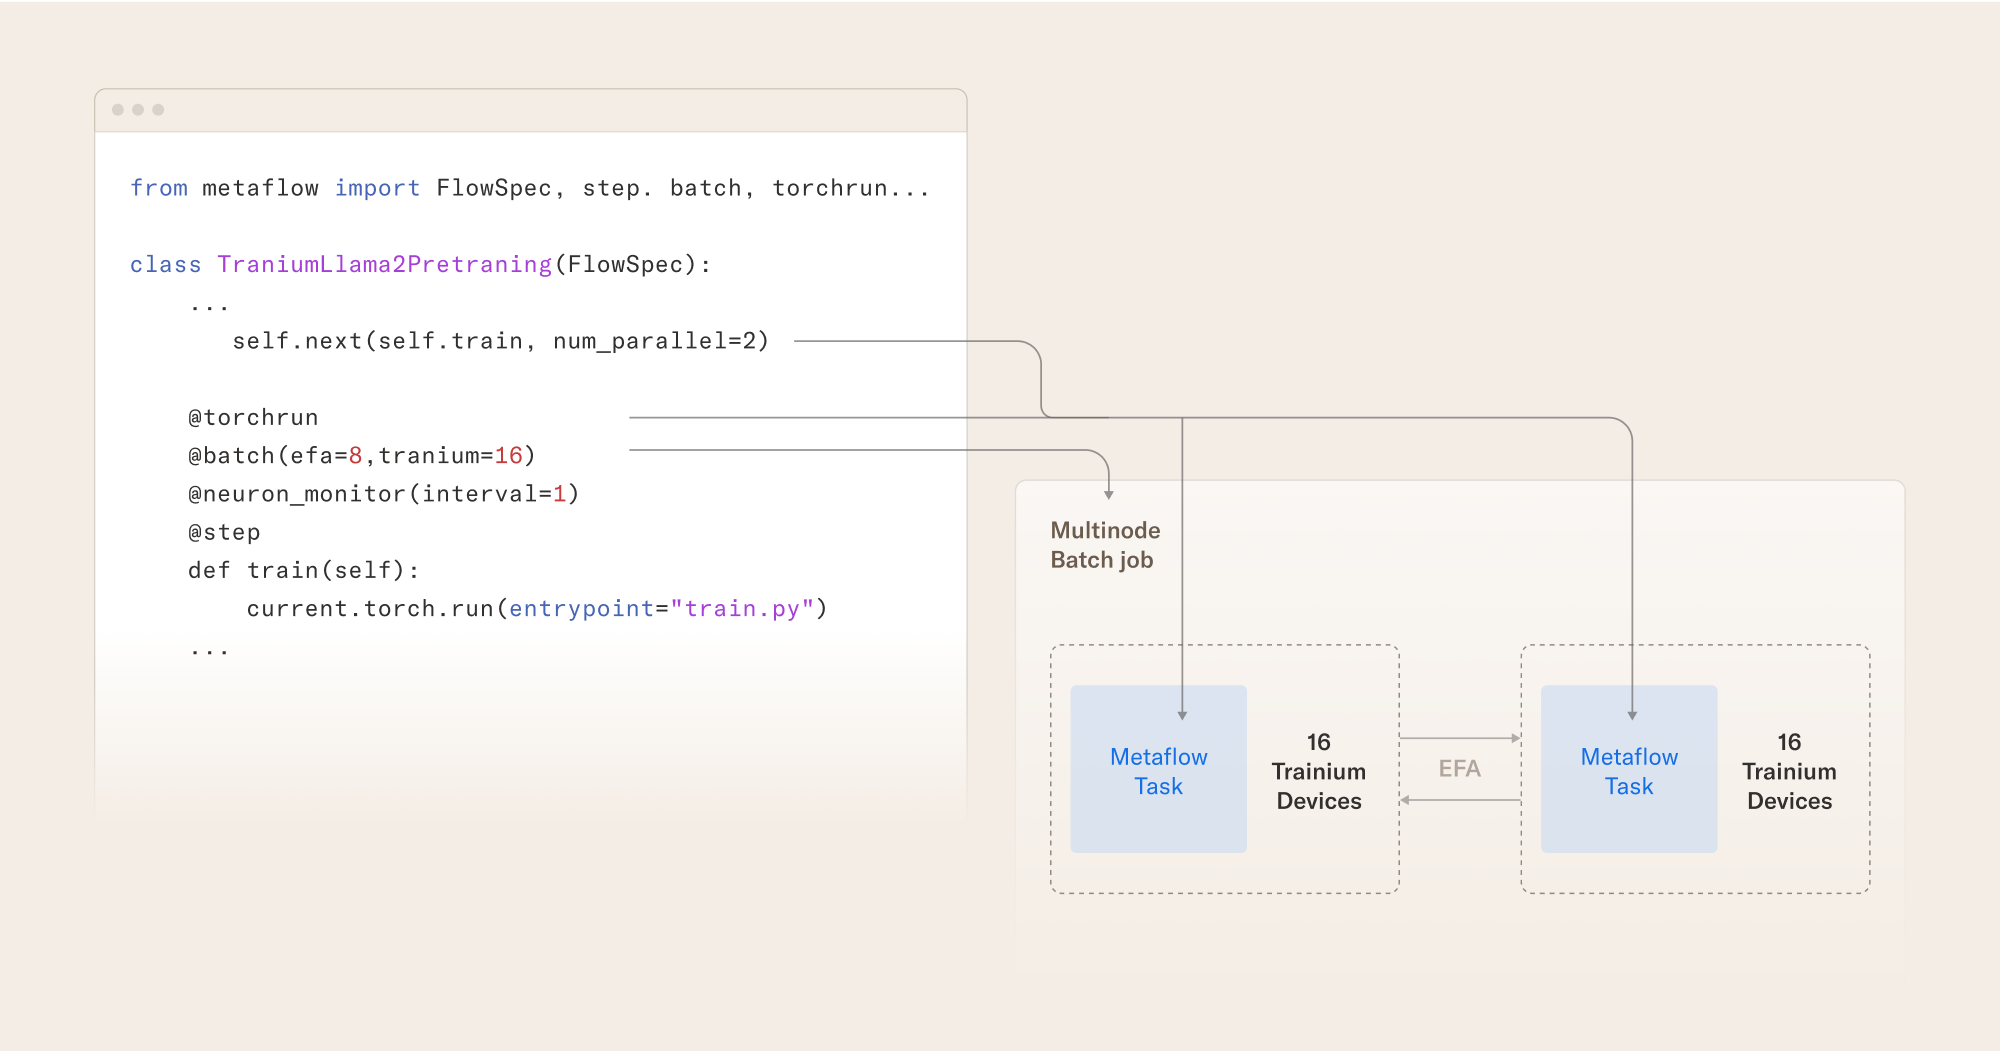 from metaflow import FlowSpec, step. batch, torchrun...
class TraniumLlama2Pretraning(FlowSpec):
...
self.next(self.train, num_parallel=2)
@torchrun
@batch(efa=8,tranium=16)
@neuron_monitor(interval=1)
@step
def train(self):
current.torch.run(entrypoint="train.py")
...
Multinode
Batch job
Metaflow
Task
16
Trainium
Devices
EFA
Metaflow
Task
16
Trainium
Devices